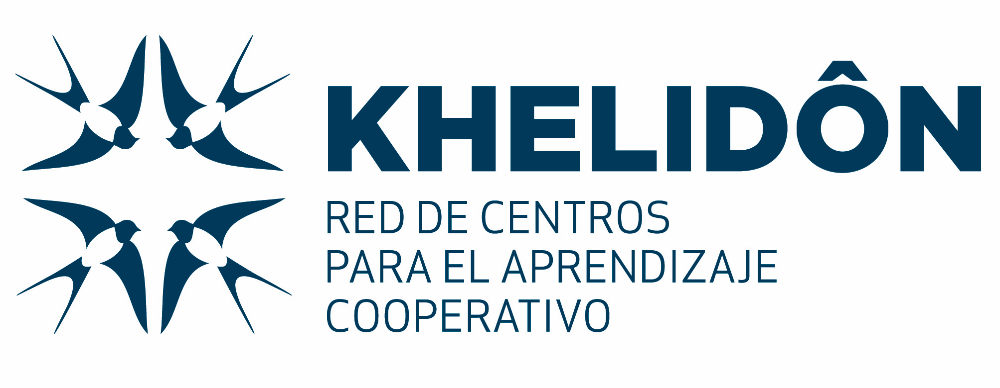 KHELIDÔN
RED DE CENTROS
PARA EL APRENDIZAJE
COOPERATIVO